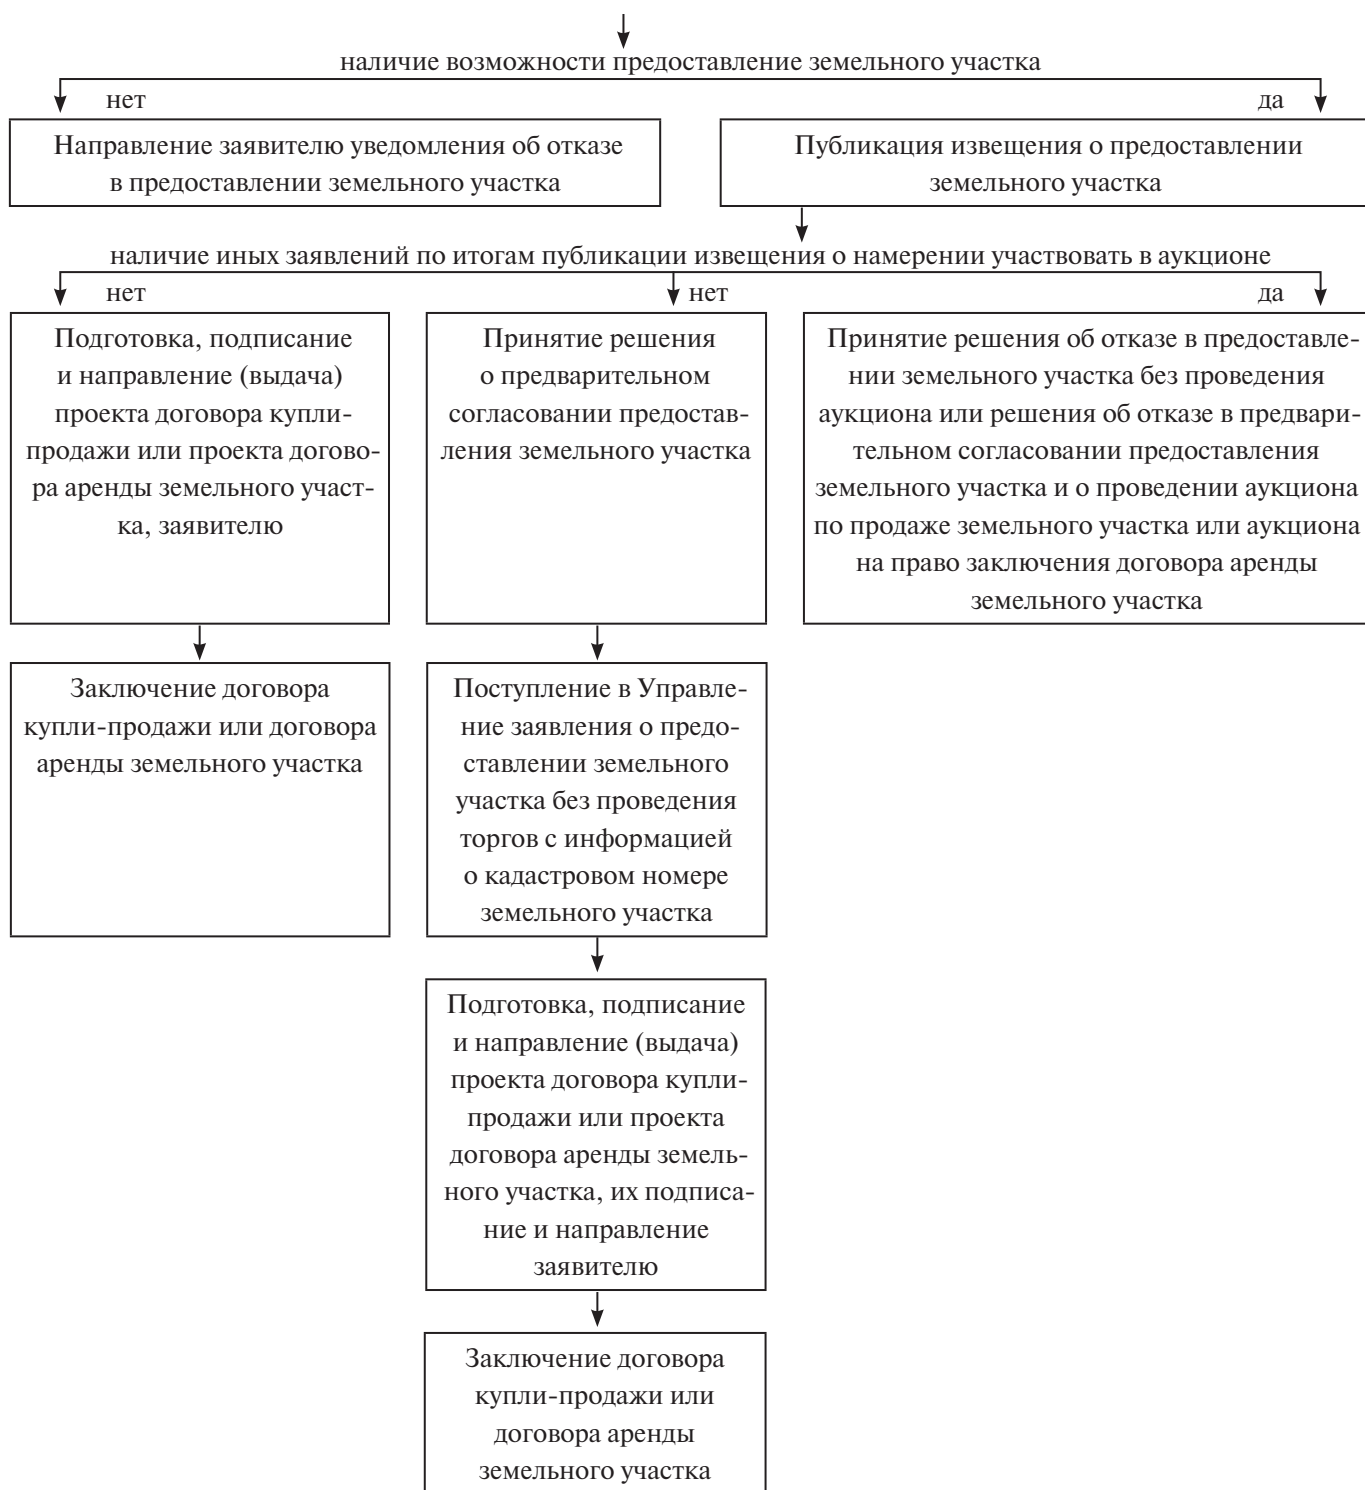 наличие возможности предоставление земельного участка
нет
да
Направление заявителю уведомления об отказе
в предоставлении земельного участка
Публикация извещения о предоставлении
земельного участка
наличие иных заявлений по итогам публикации извещения о намерении участвовать в аукционе
нет
нет
да
Подготовка, подписание
и направление (выдача)
проекта договора купли-
продажи или проекта догово-
ра аренды земельного участ-
ка, заявителю
Принятие решения
о предварительном
согласовании предостав-
ления земельного участка
Принятие решения об отказе в предоставле-
нии земельного участка без проведения
аукциона или решения об отказе в предвари-
тельном согласовании предоставления
земельного участка и о проведении аукциона
по продаже земельного участка или аукциона
на право заключения договора аренды
земельного участка
Заключение договора
купли-продажи или договора
аренды земельного участка
Поступление в Управле-
ние заявления о предо-
ставлении земельного
участка без проведения
торгов с информацией
о кадастровом номере
земельного участка
Подготовка, подписание
и направление (выдача)
проекта договора купли-
продажи или проекта
договора аренды земель-
ного участка, их подписа-
ние и направление
заявителю
Заключение договора
купли-продажи или
договора аренды
земельного участка